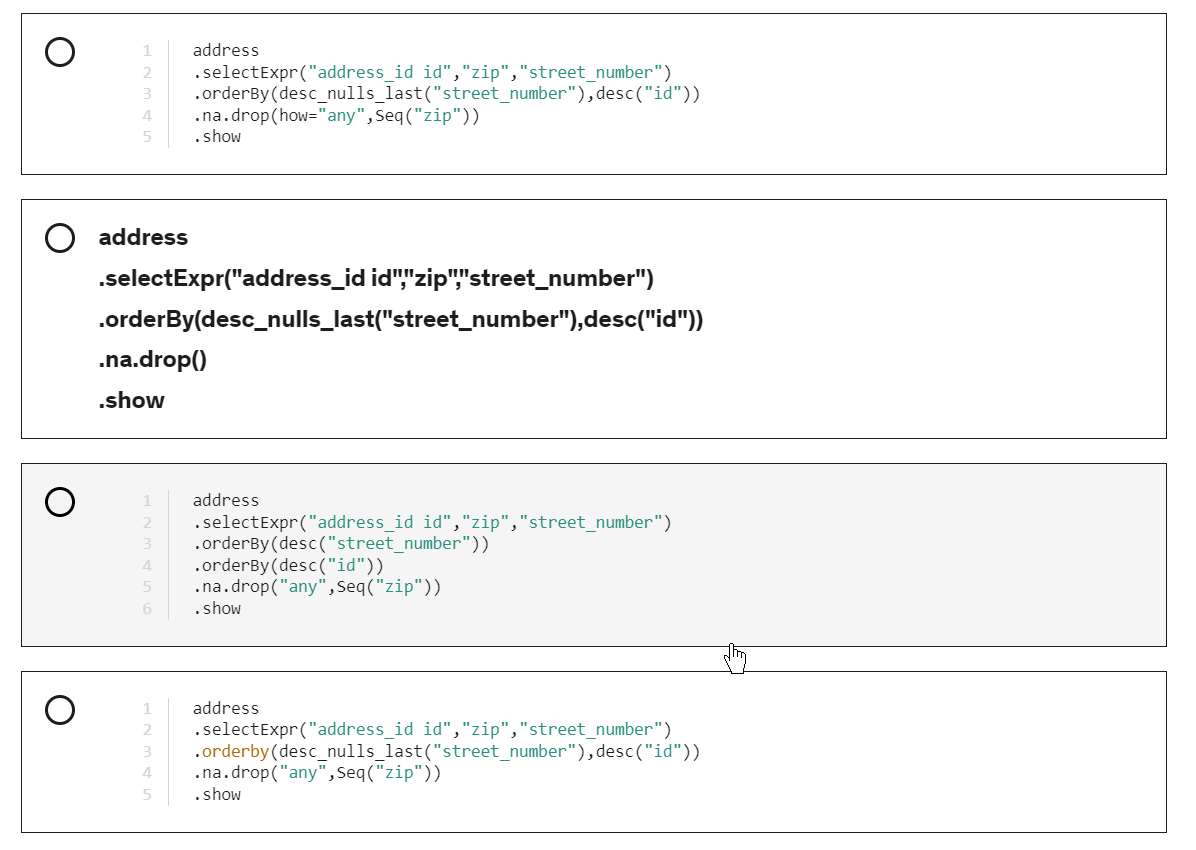 1 address
2 .selectExpr("address_id id","zip","street_number")
3 .orderBy(desc_nulls_last("street_number"),desc("id"))
4 .na.drop(how="any",Seq("zip"))
5 .show
address
.selectExpr("address_id id","zip","street_number")
.orderBy(desc_nulls_last("street_number"),desc("id"))
.na.drop()
.show
1 address
2 .selectExpr("address_id id","zip","street_number")
3 .orderBy(desc("street_number"))
4 .orderBy(desc("id"))
5 .na.drop("any",Seq("zip"))
6 .show
1 address
2 .selectExpr("address_id id","zip","street_number")
3 .orderby(desc_nulls_last("street_number"),desc("id"))
4 .na.drop("any",Seq("zip"))
5 .show